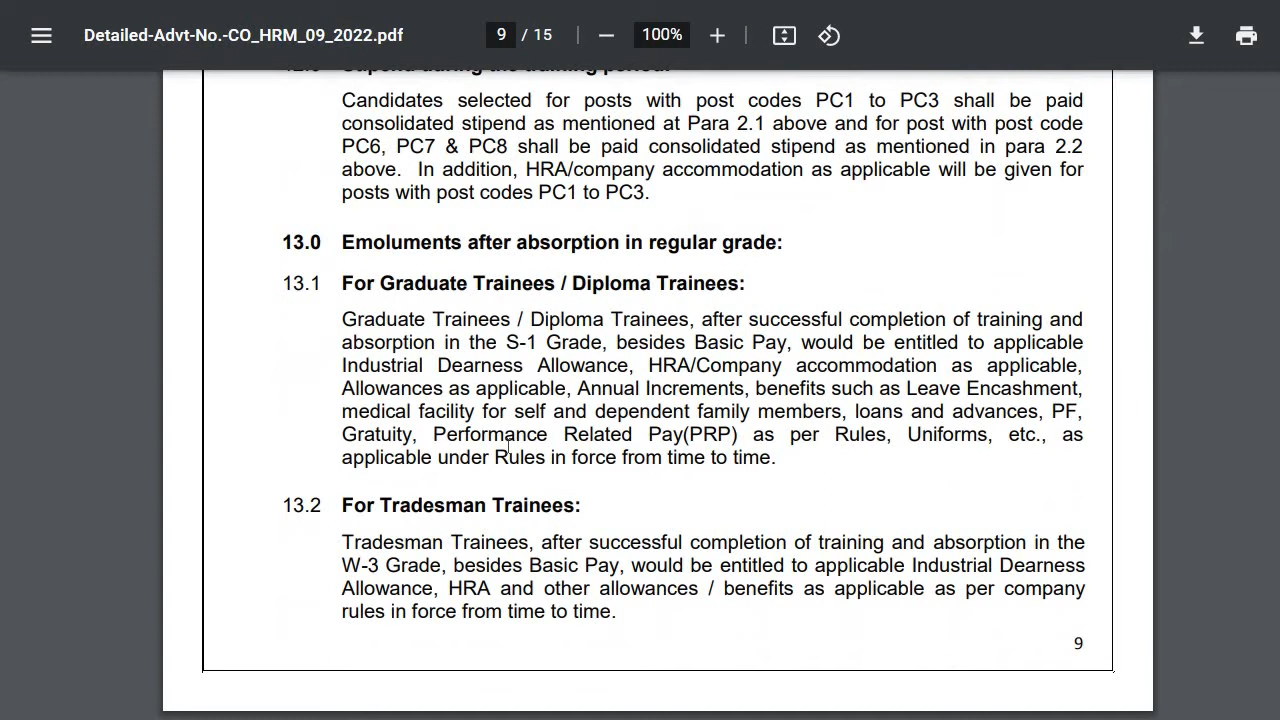 Detailed-Advt-No.-CO_HRM_09_2022.pdf
9 / 15
100%
Stipend during the training period:
Candidates selected for posts with post codes PC1 to PC3 shall be paid
consolidated stipend as mentioned at Para 2.1 above and for post with post code
PC6, PC7 & PC8 shall be paid consolidated stipend as mentioned in para 2.2
above. In addition, HRA/company accommodation as applicable will be given for
posts with post codes PC1 to PC3.
13.0 Emoluments after absorption in regular grade:
13.1 For Graduate Trainees / Diploma Trainees:
Graduate Trainees / Diploma Trainees, after successful completion of training and
absorption in the S-1 Grade, besides Basic Pay, would be entitled to applicable
Industrial Dearness Allowance, HRA/Company accommodation as applicable,
Allowances as applicable, Annual Increments, benefits such as Leave Encashment,
medical facility for self and dependent family members, loans and advances, PF,
Gratuity, Performance Related Pay(PRP) as per Rules, Uniforms, etc., as
applicable under Rules in force from time to time.
13.2 For Tradesman Trainees:
Tradesman Trainees, after successful completion of training and absorption in the
W-3 Grade, besides Basic Pay, would be entitled to applicable Industrial Dearness
Allowance, HRA and other allowances / benefits as applicable as per company
rules in force from time to time.
9